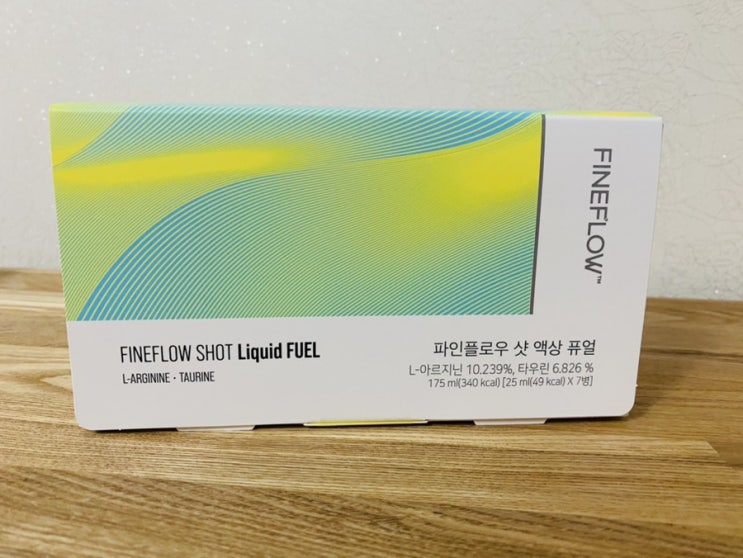 FINEFLOW™
FINEFLOW SHOT Liquid FUEL
L-ARGININE · TAURINE
파인플로우 샷 액상 퓨얼
L-아르지닌 10.239%, 타우린 6.826 %
175 ml(340 kcal) [25 ml(49 kcal) X 7병]